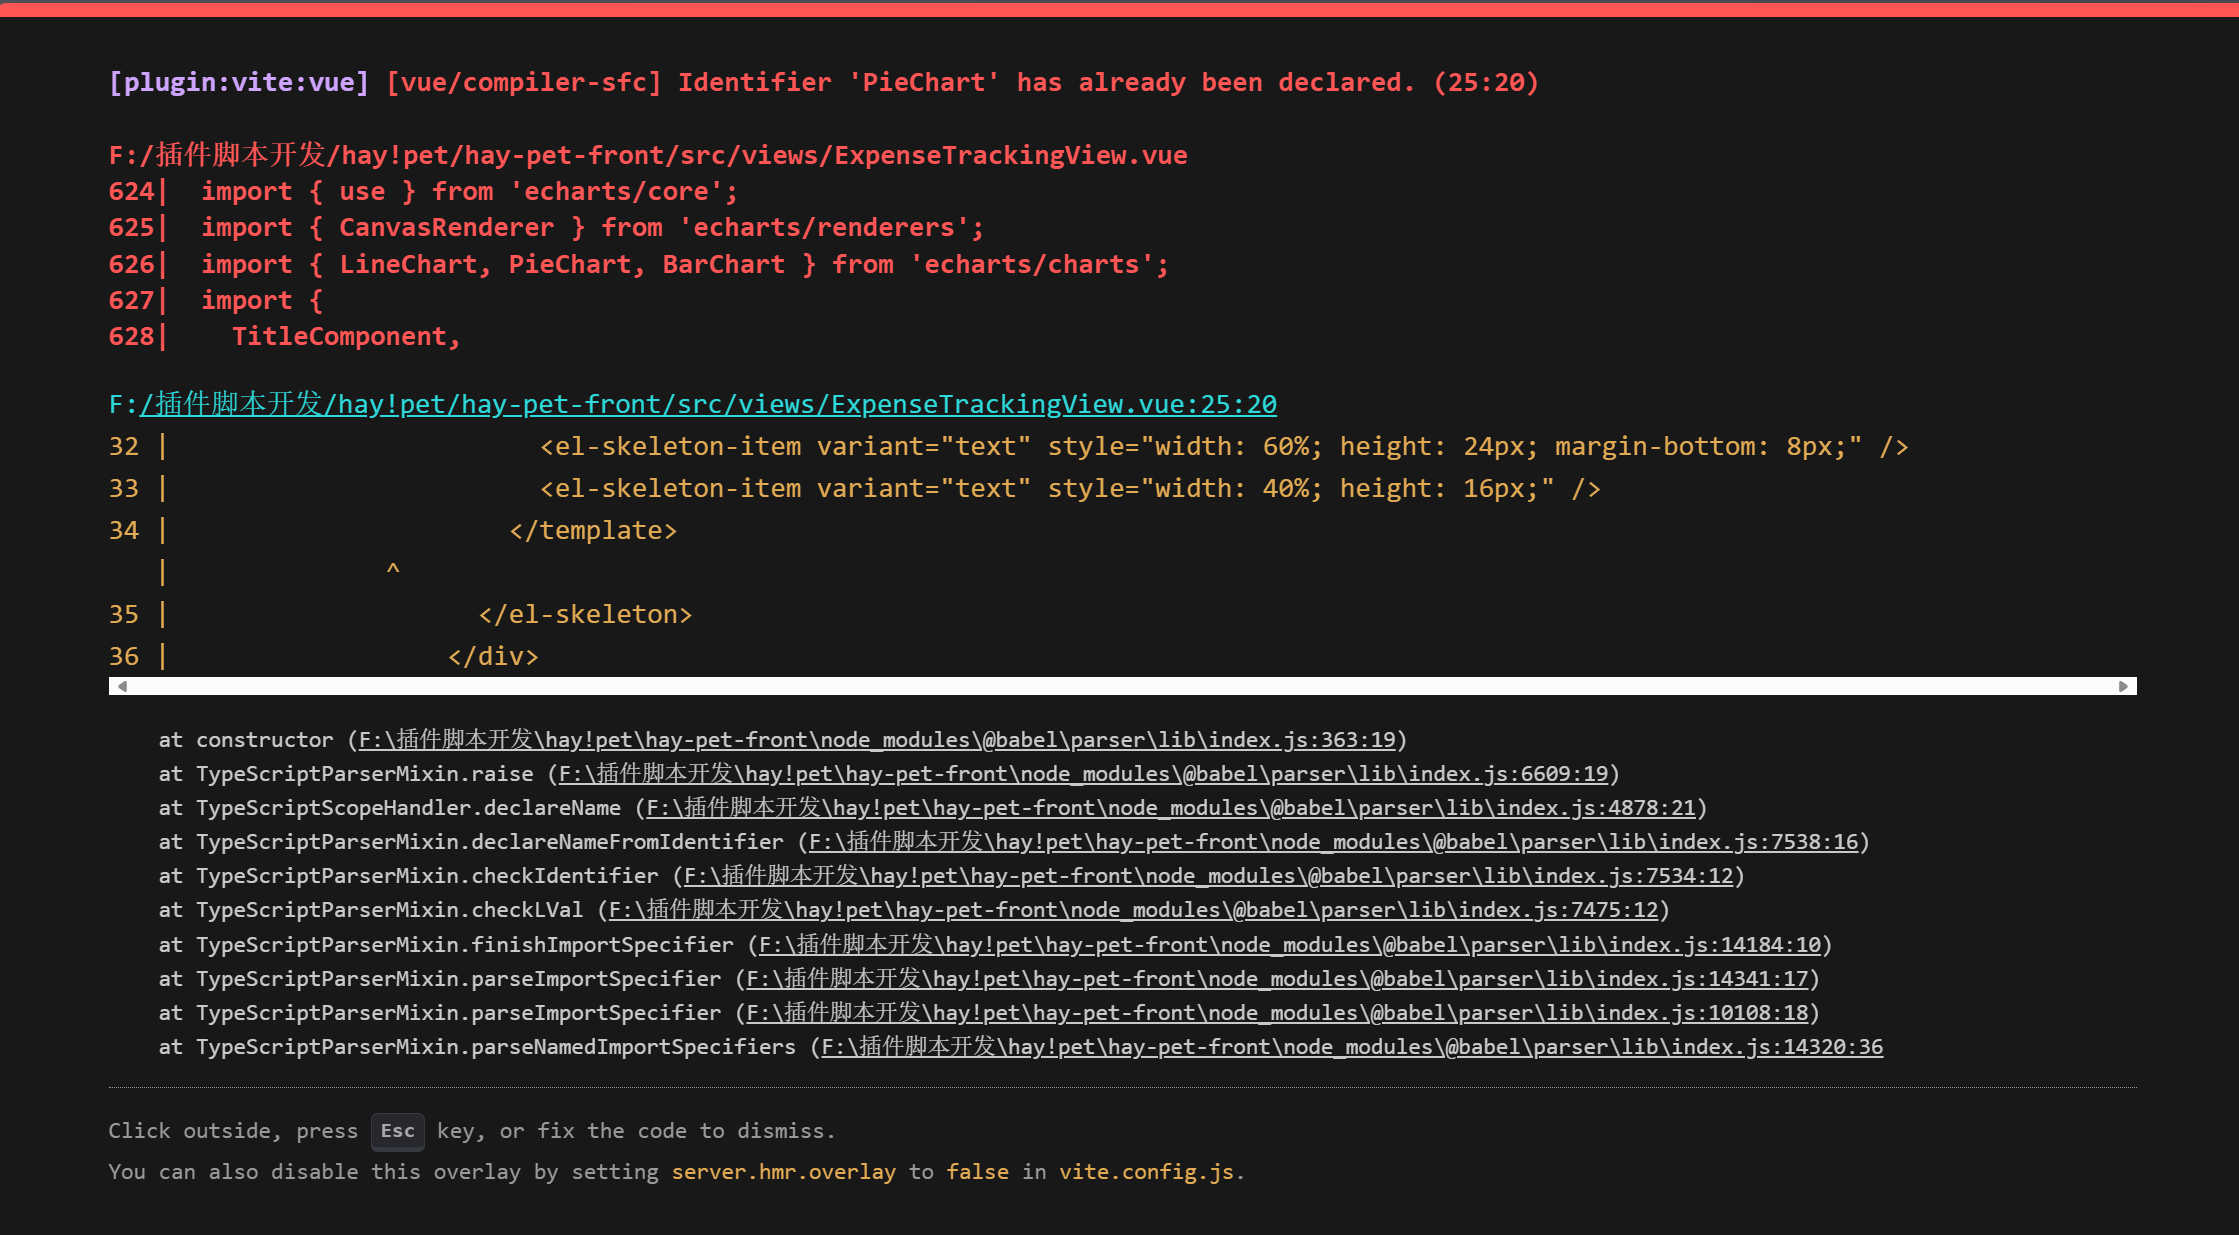 [plugin:vite:vue] [vue/compiler-sfc] Identifier 'PieChart' has already been declared. (25:20)
F:/插件脚本开发/hay!pet/hay-pet-front/src/views/ExpenseTrackingView.vue
624|  import { use } from 'echarts/core';
625|  import { CanvasRenderer } from 'echarts/renderers';
626|  import { LineChart, PieChart, BarChart } from 'echarts/charts';
627|  import {
628|    TitleComponent,
F:/插件脚本开发/hay!pet/hay-pet-front/src/views/ExpenseTrackingView.vue:25:20
32 |                        <el-skeleton-item variant="text" style="width: 60%; height: 24px; margin-bottom: 8px;" />
33 |                        <el-skeleton-item variant="text" style="width: 40%; height: 16px;" />
34 |                      </template>
   |              ^
35 |                    </el-skeleton>
36 |                  </div>
at constructor (F:\插件脚本开发\hay!pet\hay-pet-front\node_modules\@babel\parser\lib\index.js:363:19)
at TypeScriptParserMixin.raise (F:\插件脚本开发\hay!pet\hay-pet-front\node_modules\@babel\parser\lib\index.js:6609:19)
at TypeScriptScopeHandler.declareName (F:\插件脚本开发\hay!pet\hay-pet-front\node_modules\@babel\parser\lib\index.js:4878:21)
at TypeScriptParserMixin.declareNameFromIdentifier (F:\插件脚本开发\hay!pet\hay-pet-front\node_modules\@babel\parser\lib\index.js:7538:16)
at TypeScriptParserMixin.checkIdentifier (F:\插件脚本开发\hay!pet\hay-pet-front\node_modules\@babel\parser\lib\index.js:7534:12)
at TypeScriptParserMixin.checkLVal (F:\插件脚本开发\hay!pet\hay-pet-front\node_modules\@babel\parser\lib\index.js:7475:12)
at TypeScriptParserMixin.finishImportSpecifier (F:\插件脚本开发\hay!pet\hay-pet-front\node_modules\@babel\parser\lib\index.js:14184:10)
at TypeScriptParserMixin.parseImportSpecifier (F:\插件脚本开发\hay!pet\hay-pet-front\node_modules\@babel\parser\lib\index.js:14341:17)
at TypeScriptParserMixin.parseImportSpecifier (F:\插件脚本开发\hay!pet\hay-pet-front\node_modules\@babel\parser\lib\index.js:10108:18)
at TypeScriptParserMixin.parseNamedImportSpecifiers (F:\插件脚本开发\hay!pet\hay-pet-front\node_modules\@babel\parser\lib\index.js:14320:36
Click outside, press Esc key, or fix the code to dismiss.
You can also disable this overlay by setting server.hmr.overlay to false in vite.config.js.